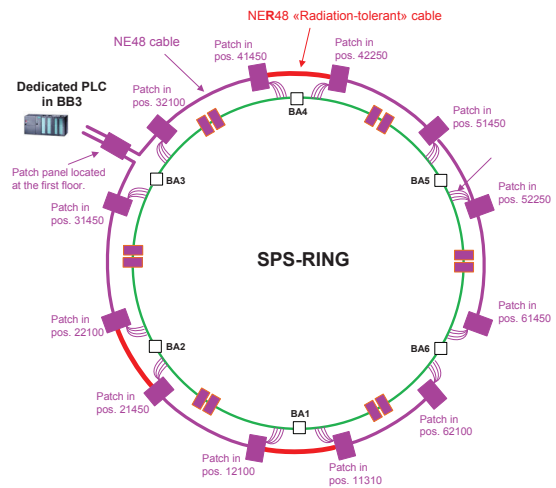 NER48 «Radiation-tolerant» cable
NE48 cable
Patch in
pos. 41450
Patch in
pos. 42250
Dedicated PLC
in BB3
Patch in
pos. 32100
BA4
Patch in
pos. 51450
Patch panel located
at the first floor.
BA3
BA5
Patch in
pos. 31450
Patch in
pos. 52250
SPS-RING
Patch in
pos. 22100
Patch in
pos. 61450
BA2
BA6
Patch in
pos. 21450
Patch in
pos. 62100
BA1
Patch in
pos. 12100
Patch in
pos. 11310